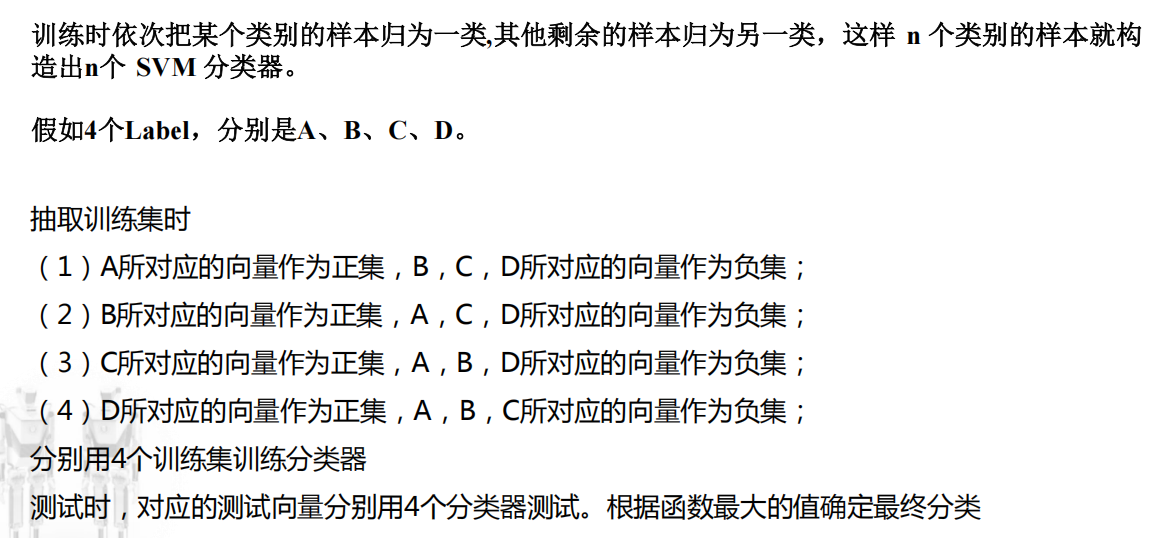 训练时依次把某个类别的样本归为一类,其他剩余的样本归为另一类，这样 n 个类别的样本就构
造出n个 SVM 分类器。
假如4个Label，分别是A、B、C、D。
抽取训练集时
（1）A所对应的向量作为正集，B，C，D所对应的向量作为负集；
（2）B所对应的向量作为正集，A，C，D所对应的向量作为负集；
（3）C所对应的向量作为正集，A，B，D所对应的向量作为负集；
（4）D所对应的向量作为正集，A，B，C所对应的向量作为负集；
分别用4个训练集训练分类器
测试时，对应的测试向量分别用4个分类器测试。根据函数最大的值确定最终分类